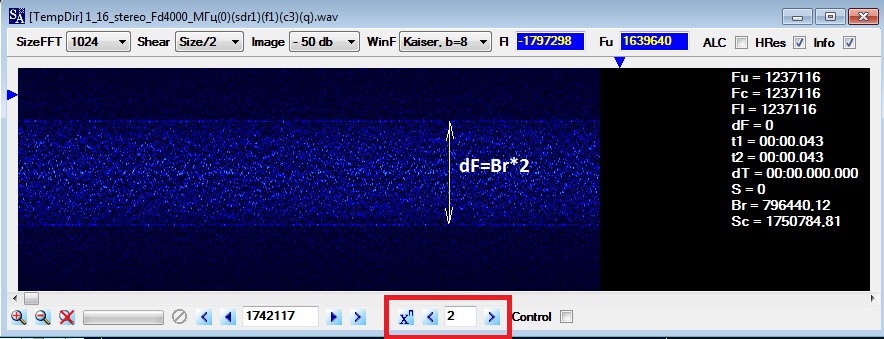 [TempDir] 1_16_stereo_Fd4000_МГц(0)(sdr1)(f1)(c3)(q).wav
SizeFFT 1024 Shear Size/2 Image - 50 db WinF Kaiser, b=8 Fl -1797298 Fu 1639640 ALC HRes Info
Fu = 1237116
Fc = 1237116
Fl = 1237116
dF = 0
t1 = 00:00.043
t2 = 00:00.043
dT = 00:00.000.000
S = 0
Br = 796440,12
Sc = 1750784,81
dF=Br*2
1742117 xⁿ 2 Control